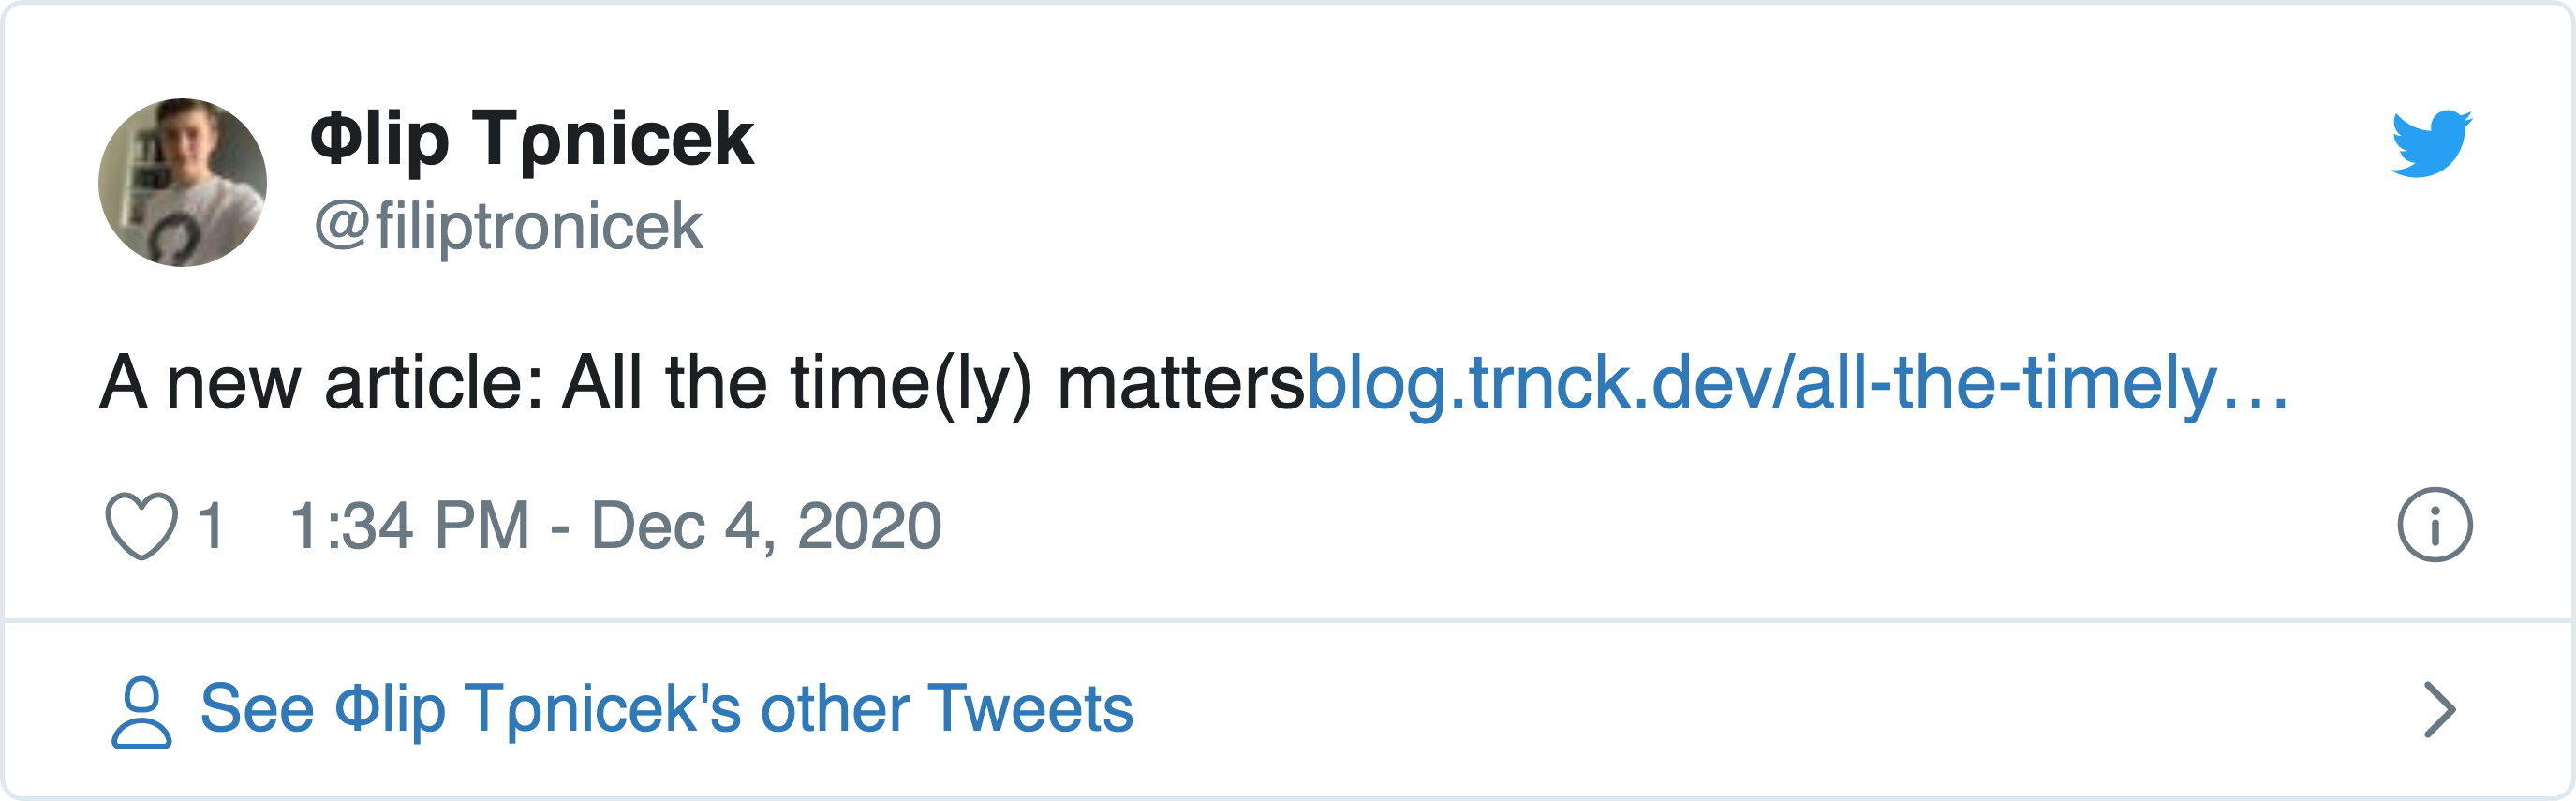 Φlip Tρnicek
@filiptronicek
A new article: All the time(ly) mattersblog.trnck.dev/all-the-timely…
1 1:34 PM - Dec 4, 2020
See Φlip Tρnicek's other Tweets